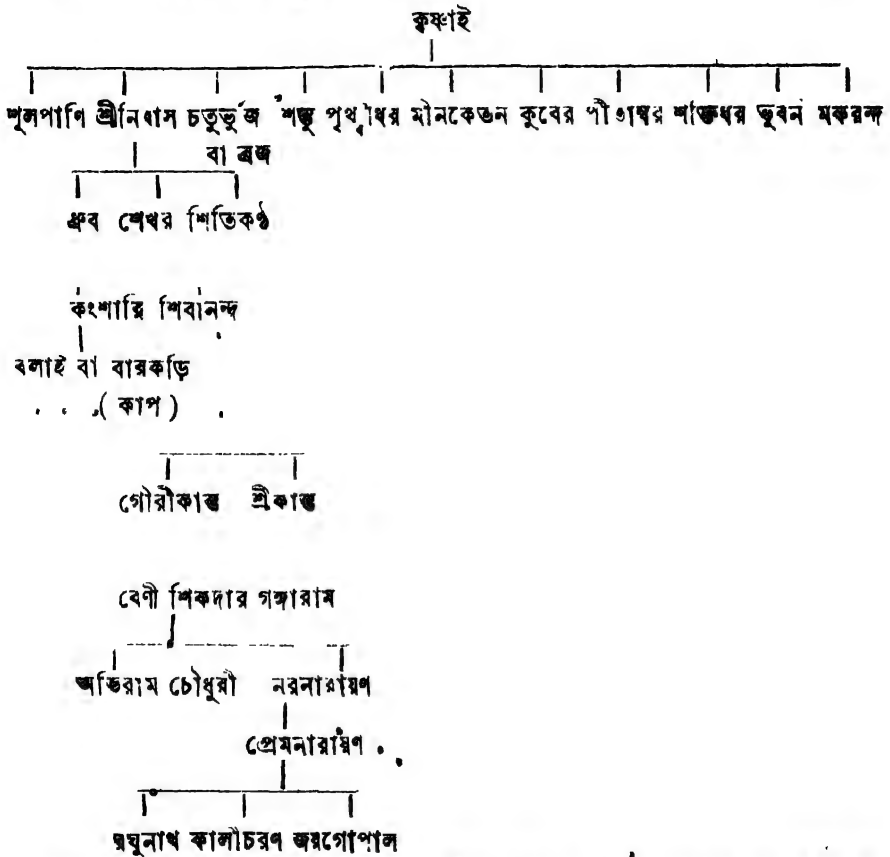 কৃষ্ণাই
শূলপাণি শ্রীনিবাস চতুর্ভুজ শম্ভু পৃথ্বীধর মীনকেতন কুবের পীতাম্বর শক্তিধর ভুবন মকরন্দ
বা ব্রজ
ধ্রুব শেখর শিতিকণ্ঠ
কংশারি শিবানন্দ
বলাই বা বারকড়ি
(কাপ)
গৌরীকান্ত শ্রীকান্ত
বেণী শিকদার গঙ্গারাম
অভিরাম চৌধুরী নরনারায়ণ
প্রেমনারায়ণ
রঘুনাথ কালীচরণ জয়গোপাল